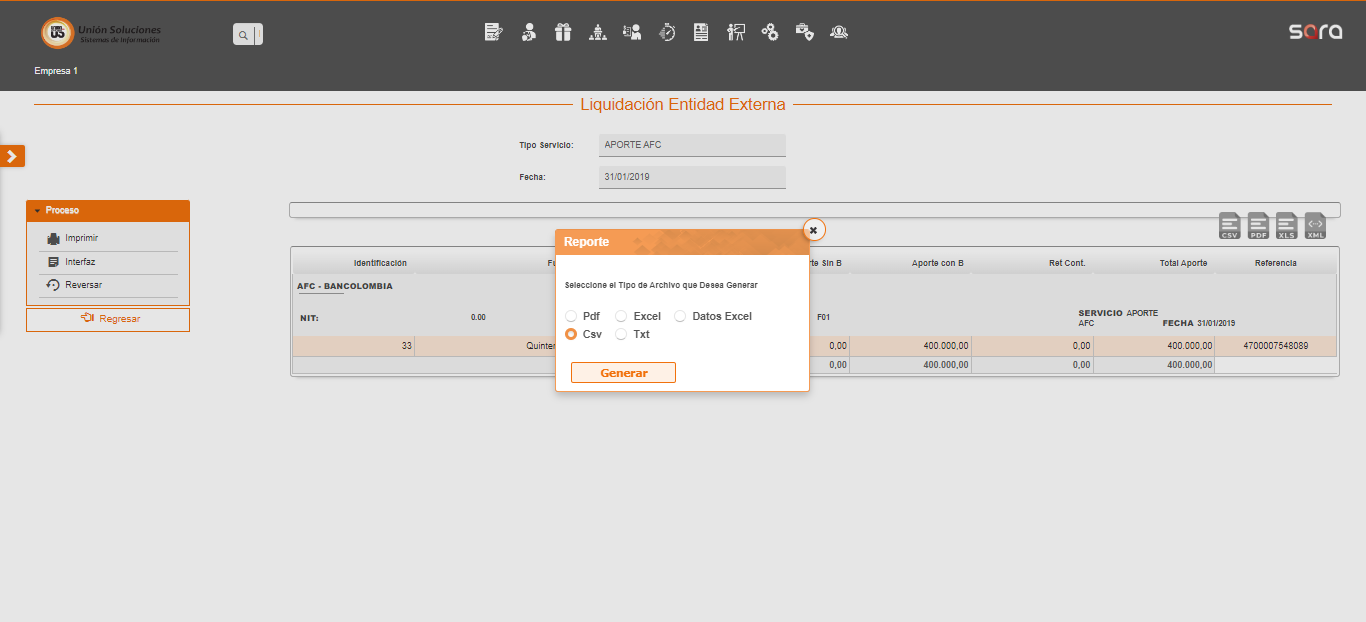 Unión Soluciones
Sistemas de Información
sora
Empresa 1
Liquidación Entidad Externa
Tipo Servicio: APORTE AFC
Fecha: 31/01/2019
Proceso
Imprimir
Interfaz
Reversar
Regresar
CSV PDF XLS XML
Reporte
Seleccione el Tipo de Archivo que Desea Generar
Pdf Excel Datos Excel
Csv Txt
Generar
Identificación Fu rte Sin B Aporte con B Ret Cont. Total Aporte Referencia
AFC - BANCOLOMBIA
NIT: 0.00 F01 SERVICIO APORTE AFC FECHA 31/01/2019
33 Quinter 0,00 400.000,00 0,00 400.000,00 4700007548089
0,00 400.000,00 0,00 400.000,00